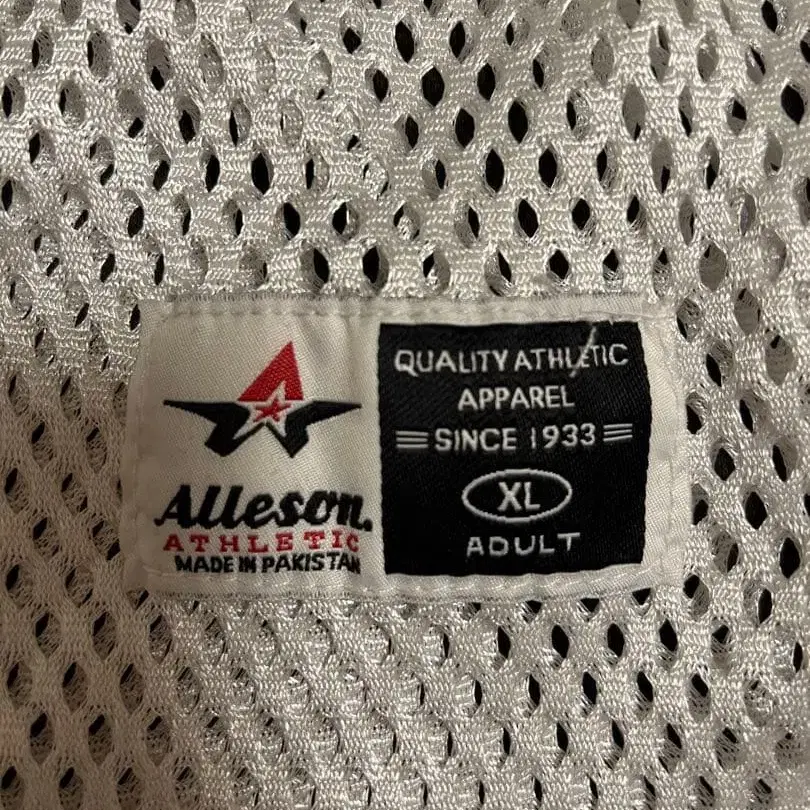 Alleson.
ATHLETIC
MADE IN PAKISTAN
QUALITY ATHLETIC
APPAREL
SINCE 1933
XL
ADULT